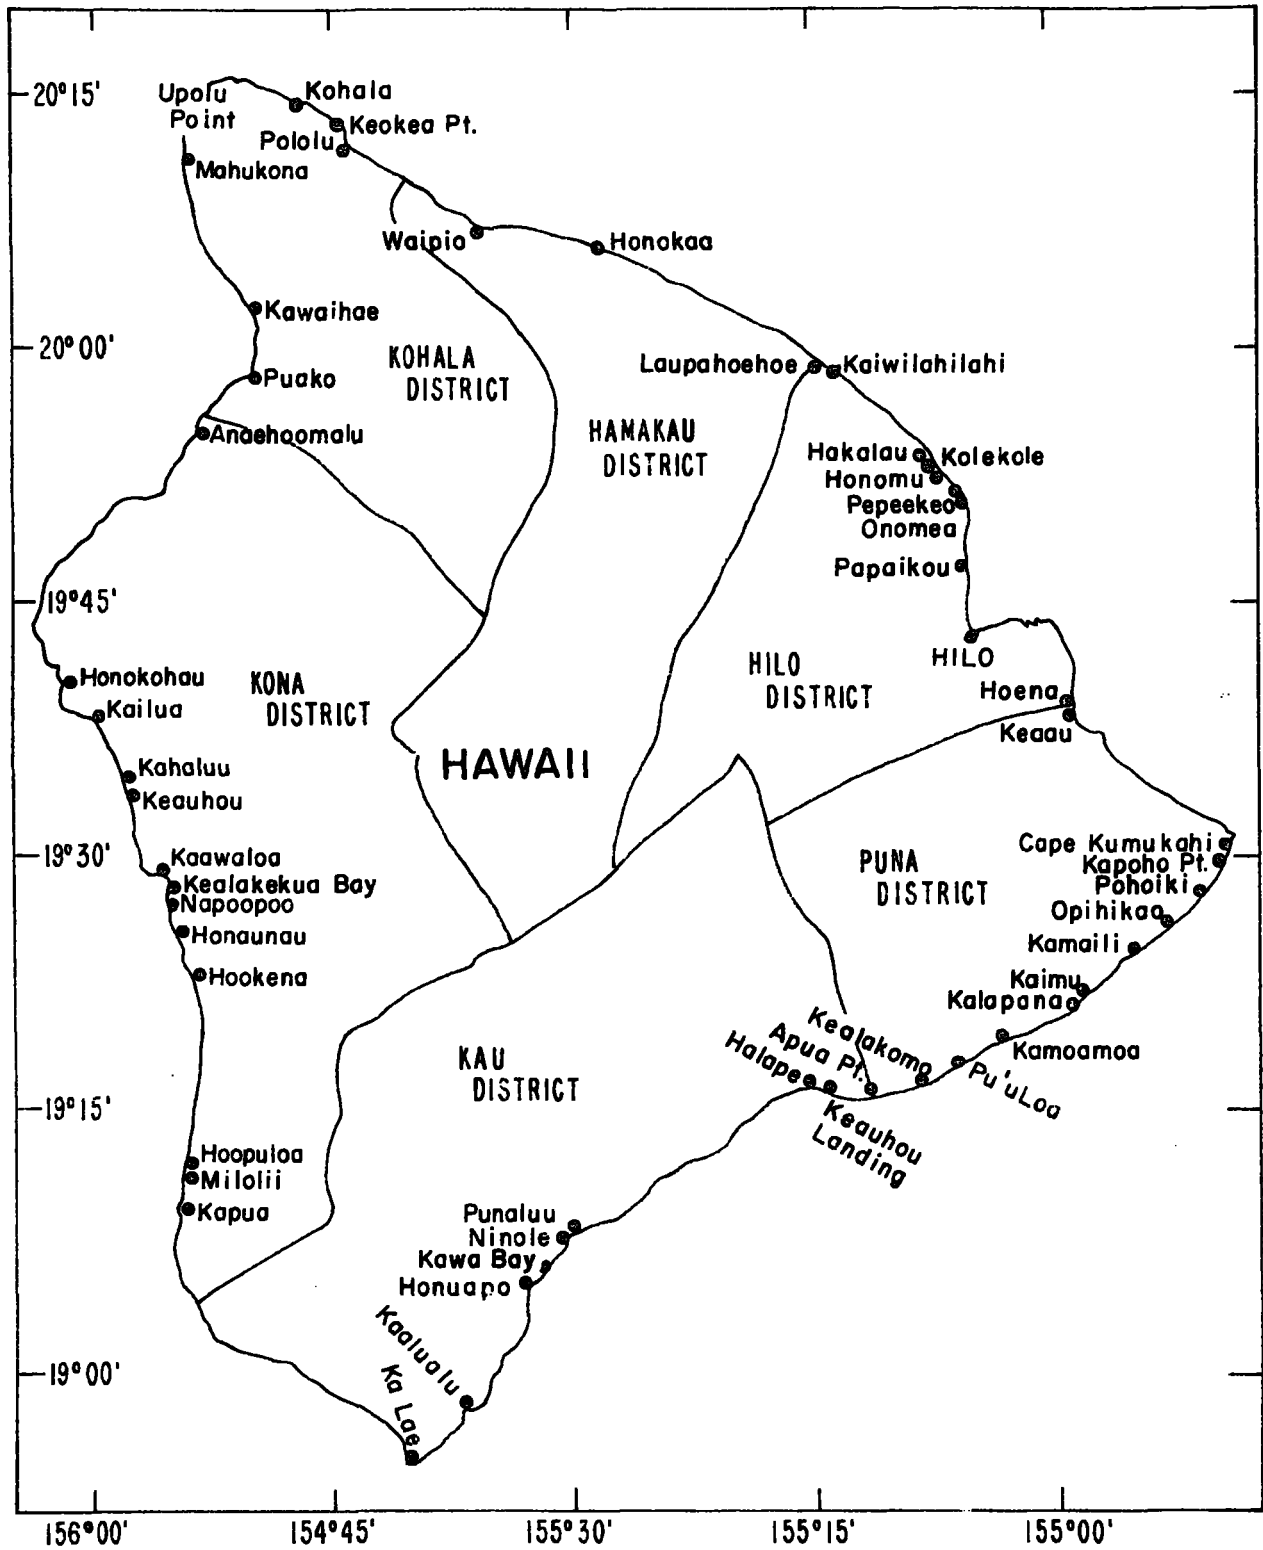 20°15'
Upolu
Point
Kohala
Keokea Pt.
Pololu
Mahukona
Waipio
Honokaa
Kawaihae
20°00'
KOHALA
DISTRICT
Laupahoehoe
Kaiwilahilahi
Puako
Anaehoomalu
HAMAKAU
DISTRICT
Hakalau
Kolekole
Honomu
Pepeekeo
Onomea
Papaikou
19°45'
HILO
HILO
DISTRICT
Honokohau
Kailua
KONA
DISTRICT
Hoena
Keaau
HAWAII
Kahaluu
Keauhou
19°30'
Kaawaloa
Kealakekua Bay
Napoopoo
Honaunau
Hookena
PUNA
DISTRICT
Cape Kumukahi
Kapoho Pt.
Pohoiki
Opihikao
Kamaili
Kaimu
Kalapana
Kamoamoa
Pu'uLoa
Kealakomo
Apua Pt.
Halape
Keauhou
Landing
KAU
DISTRICT
19°15'
Hoopuloa
Milolii
Kapua
Punaluu
Ninole
Kawa Bay
Honuapo
Kaalualu
Ka Lae
19°00'
156°00'
154°45'
155°30'
155°15'
155°00'